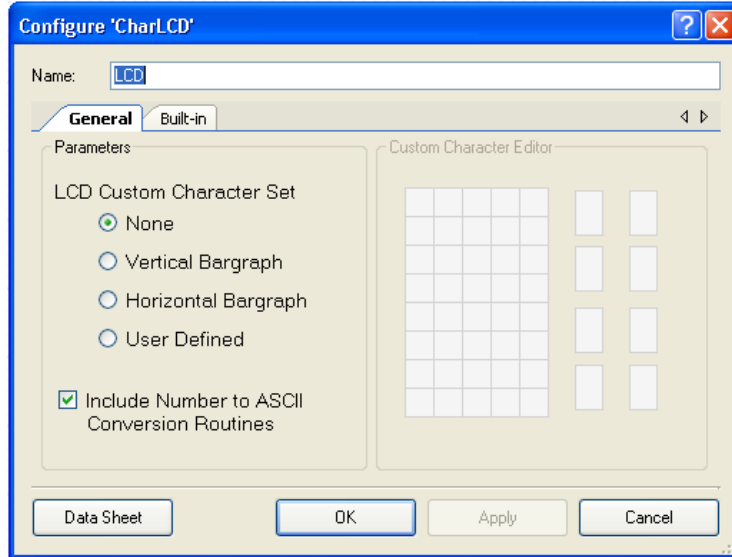 Configure 'CharLCD'
?
Name: LCD
General Built-in
Parameters
LCD Custom Character Set
None
Vertical Bargraph
Horizontal Bargraph
User Defined
Include Number to ASCII
Conversion Routines
Custom Character Editor
Data Sheet OK Apply Cancel